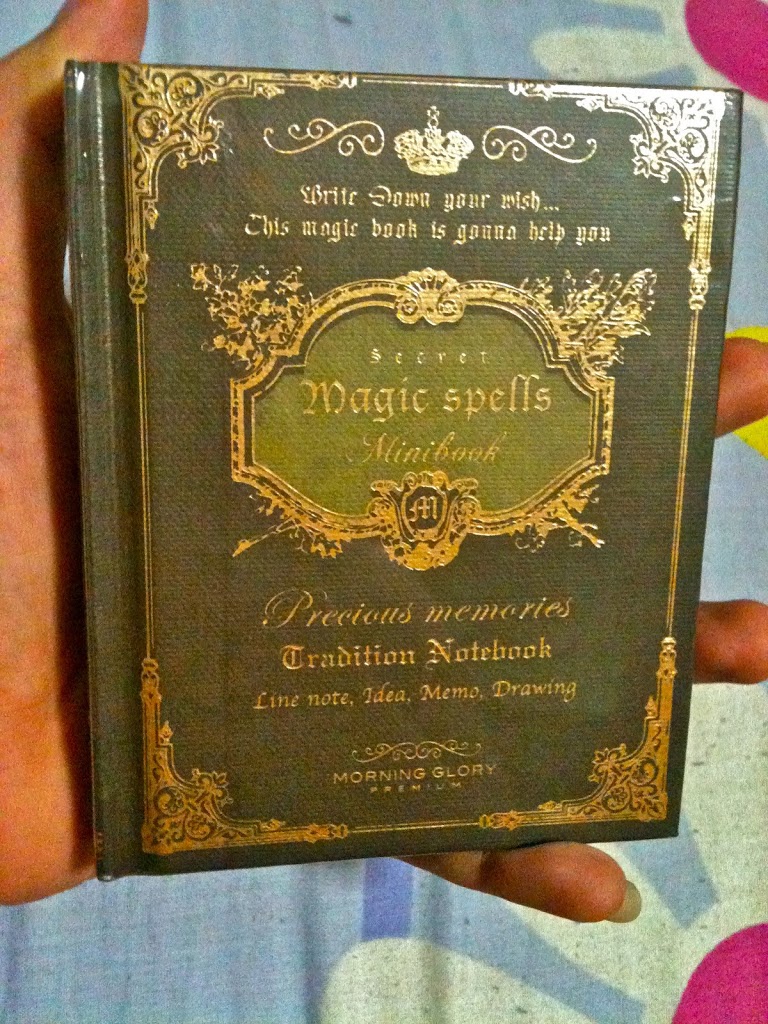 Write Down your wish...
This magic book is gonna help you
Secret
Magic spells
Minibook
M
Precious memories
Tradition Notebook
Line note, Idea, Memo, Drawing
MORNING GLORY
PREMIUM